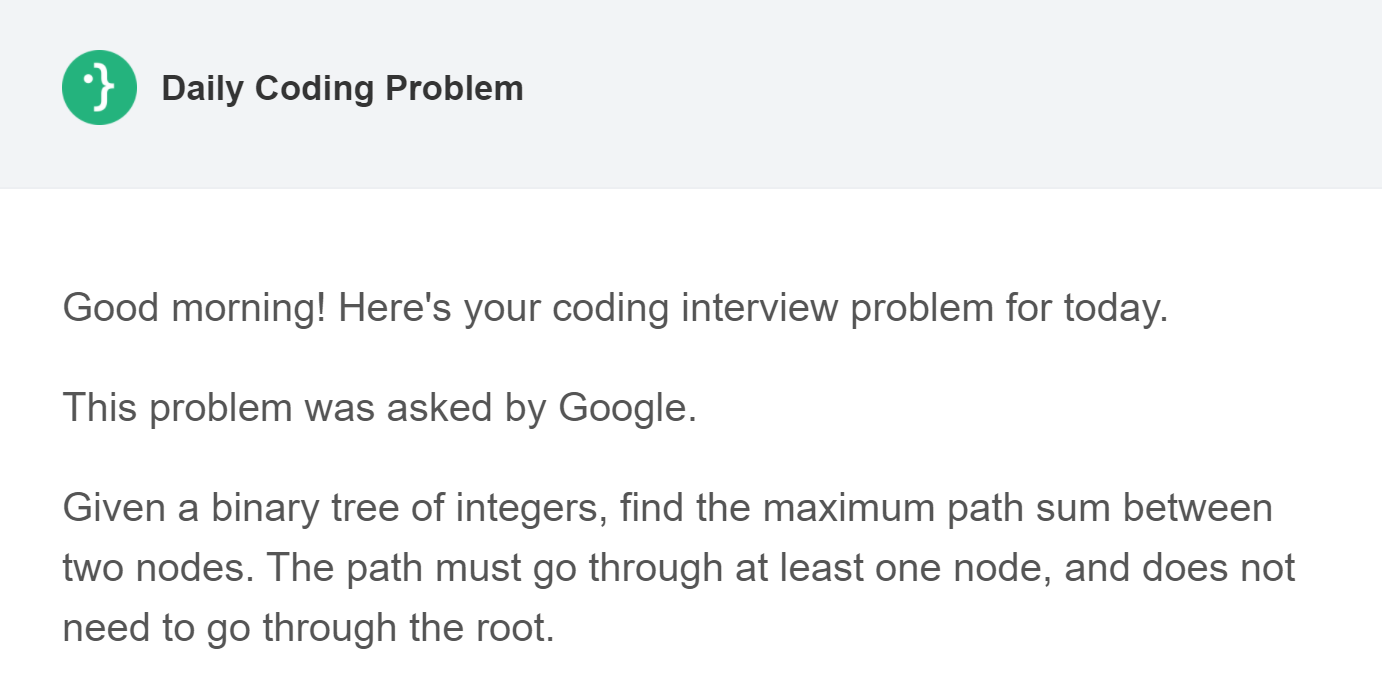 Daily Coding Problem
Good morning! Here's your coding interview problem for today.
This problem was asked by Google.
Given a binary tree of integers, find the maximum path sum between
two nodes. The path must go through at least one node, and does not
need to go through the root.